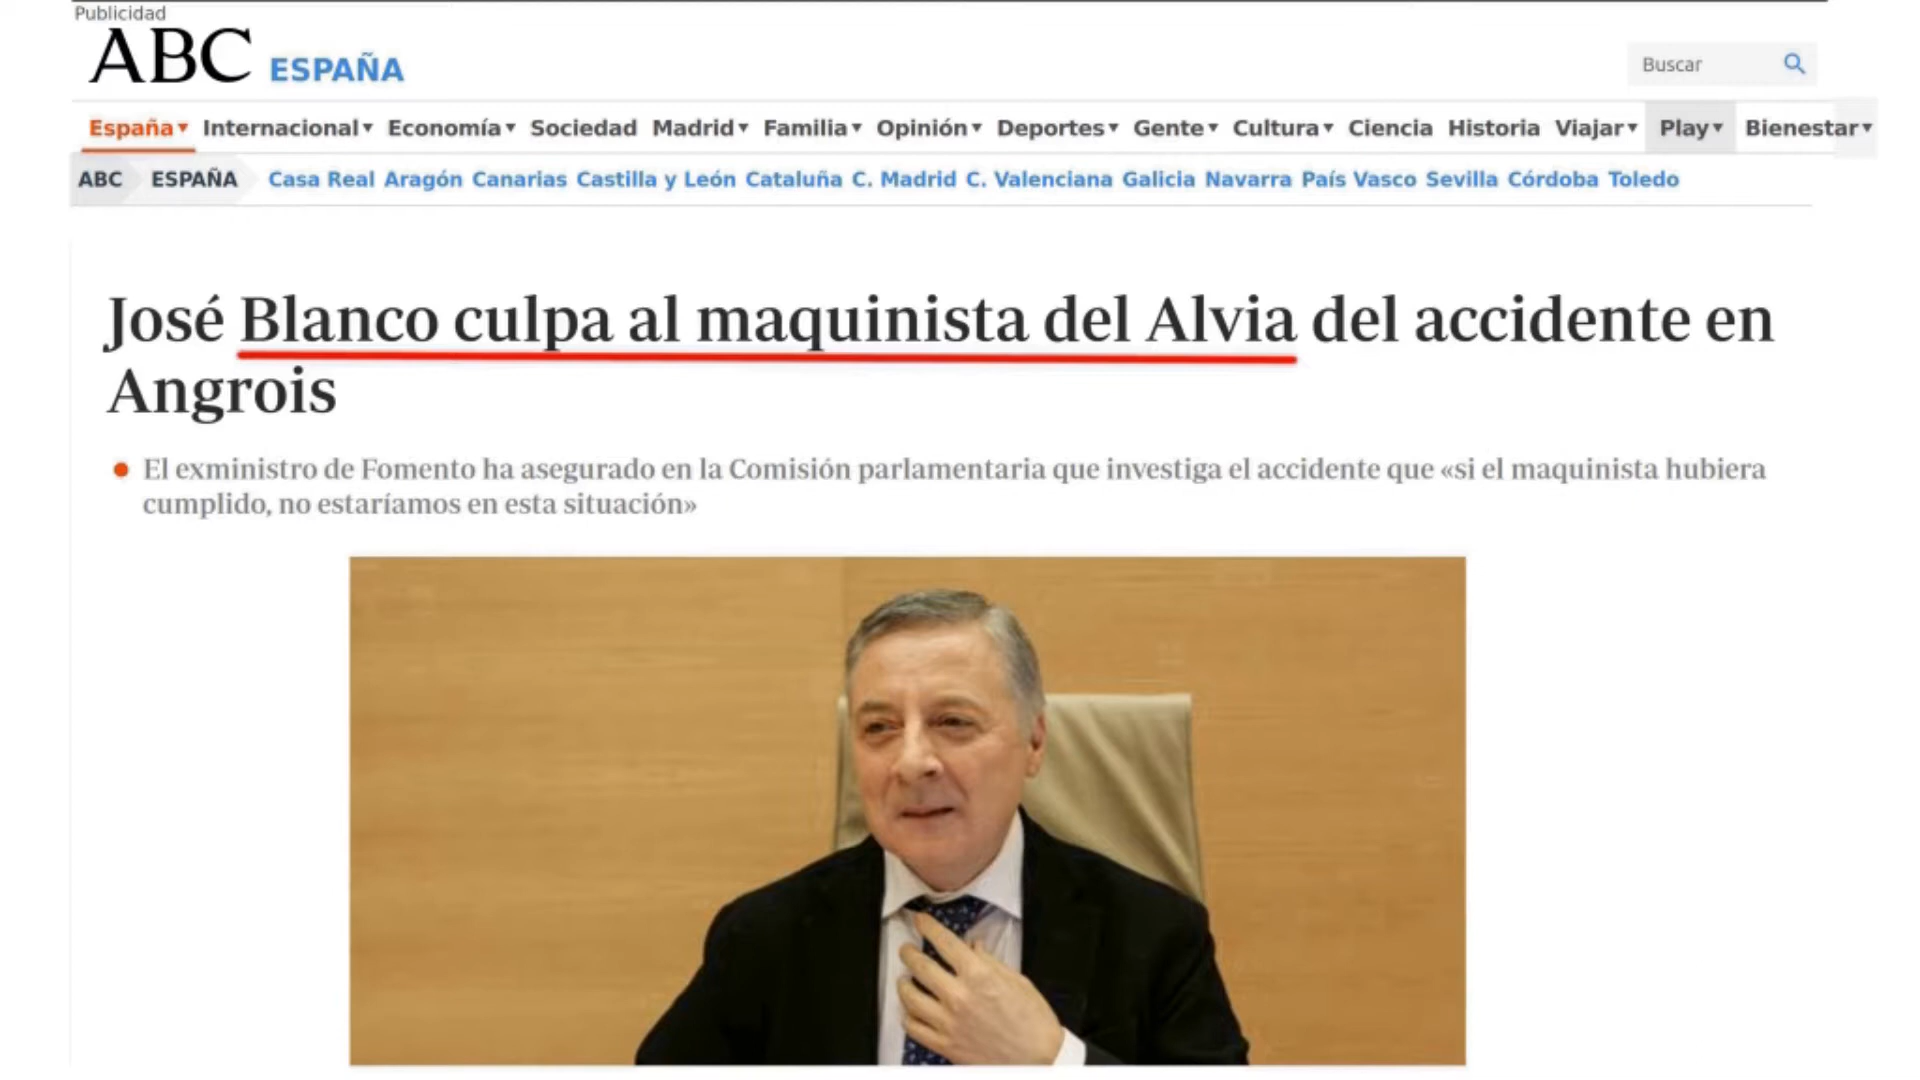 Publicidad
ABC ESPAÑA
Buscar
España Internacional Economía Sociedad Madrid Familia Opinión Deportes Gente Cultura Ciencia Historia Viajar Play Bienestar
ABC ESPAÑA Casa Real Aragón Canarias Castilla y León Cataluña C. Madrid C. Valenciana Galicia Navarra País Vasco Sevilla Córdoba Toledo
José Blanco culpa al maquinista del Alvia del accidente en
Angrois
El exministro de Fomento ha asegurado en la Comisión parlamentaria que investiga el accidente que «si el maquinista hubiera
cumplido, no estaríamos en esta situación»